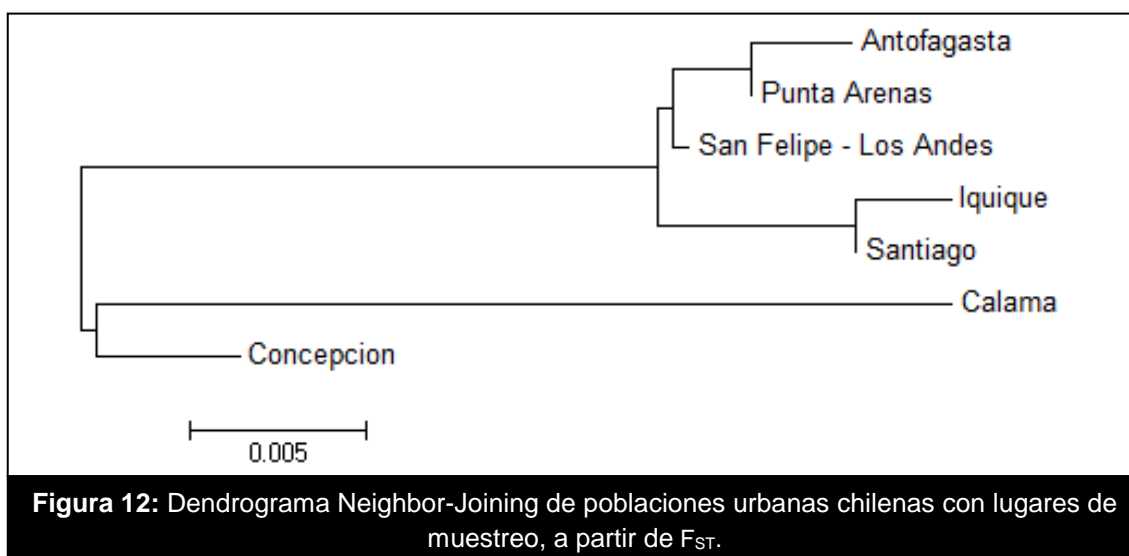 Antofagasta
Punta Arenas
San Felipe - Los Andes
Iquique
Santiago
Calama
Concepcion
0.005
Figura 12: Dendrograma Neighbor-Joining de poblaciones urbanas chilenas con lugares de
muestreo, a partir de FST.